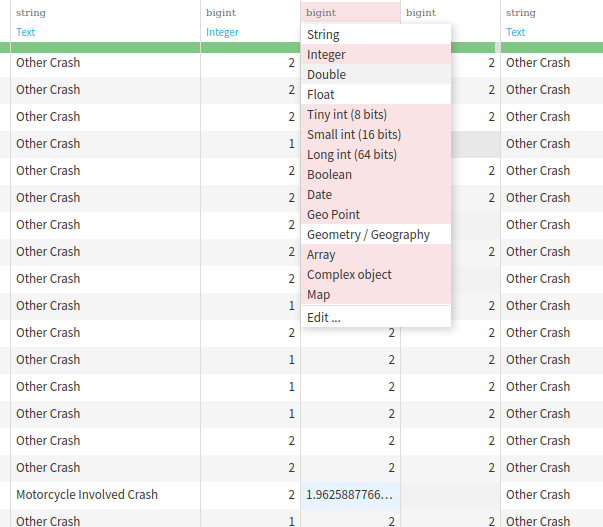 string bigint bigint bigint string
Text Integer Text
String
Integer
Double
Float
Tiny int (8 bits)
Small int (16 bits)
Long int (64 bits)
Boolean
Date
Geo Point
Geometry / Geography
Array
Complex object
Map
Edit ...
Other Crash 2 2 Other Crash
Other Crash 2 2 Other Crash
Other Crash 2 2 Other Crash
Other Crash 1 Other Crash
Other Crash 2 2 Other Crash
Other Crash 2 2 Other Crash
Other Crash 2 Other Crash
Other Crash 2 2 Other Crash
Other Crash 2 Other Crash
Other Crash 1 2 Other Crash
Other Crash 2 2 2 Other Crash
Other Crash 1 2 2 Other Crash
Other Crash 1 2 2 Other Crash
Other Crash 1 2 2 Other Crash
Other Crash 2 2 2 Other Crash
Other Crash 2 2 2 Other Crash
Motorcycle Involved Crash 2 1.9625887766... Other Crash
Other Crash 1 2 2 Other Crash